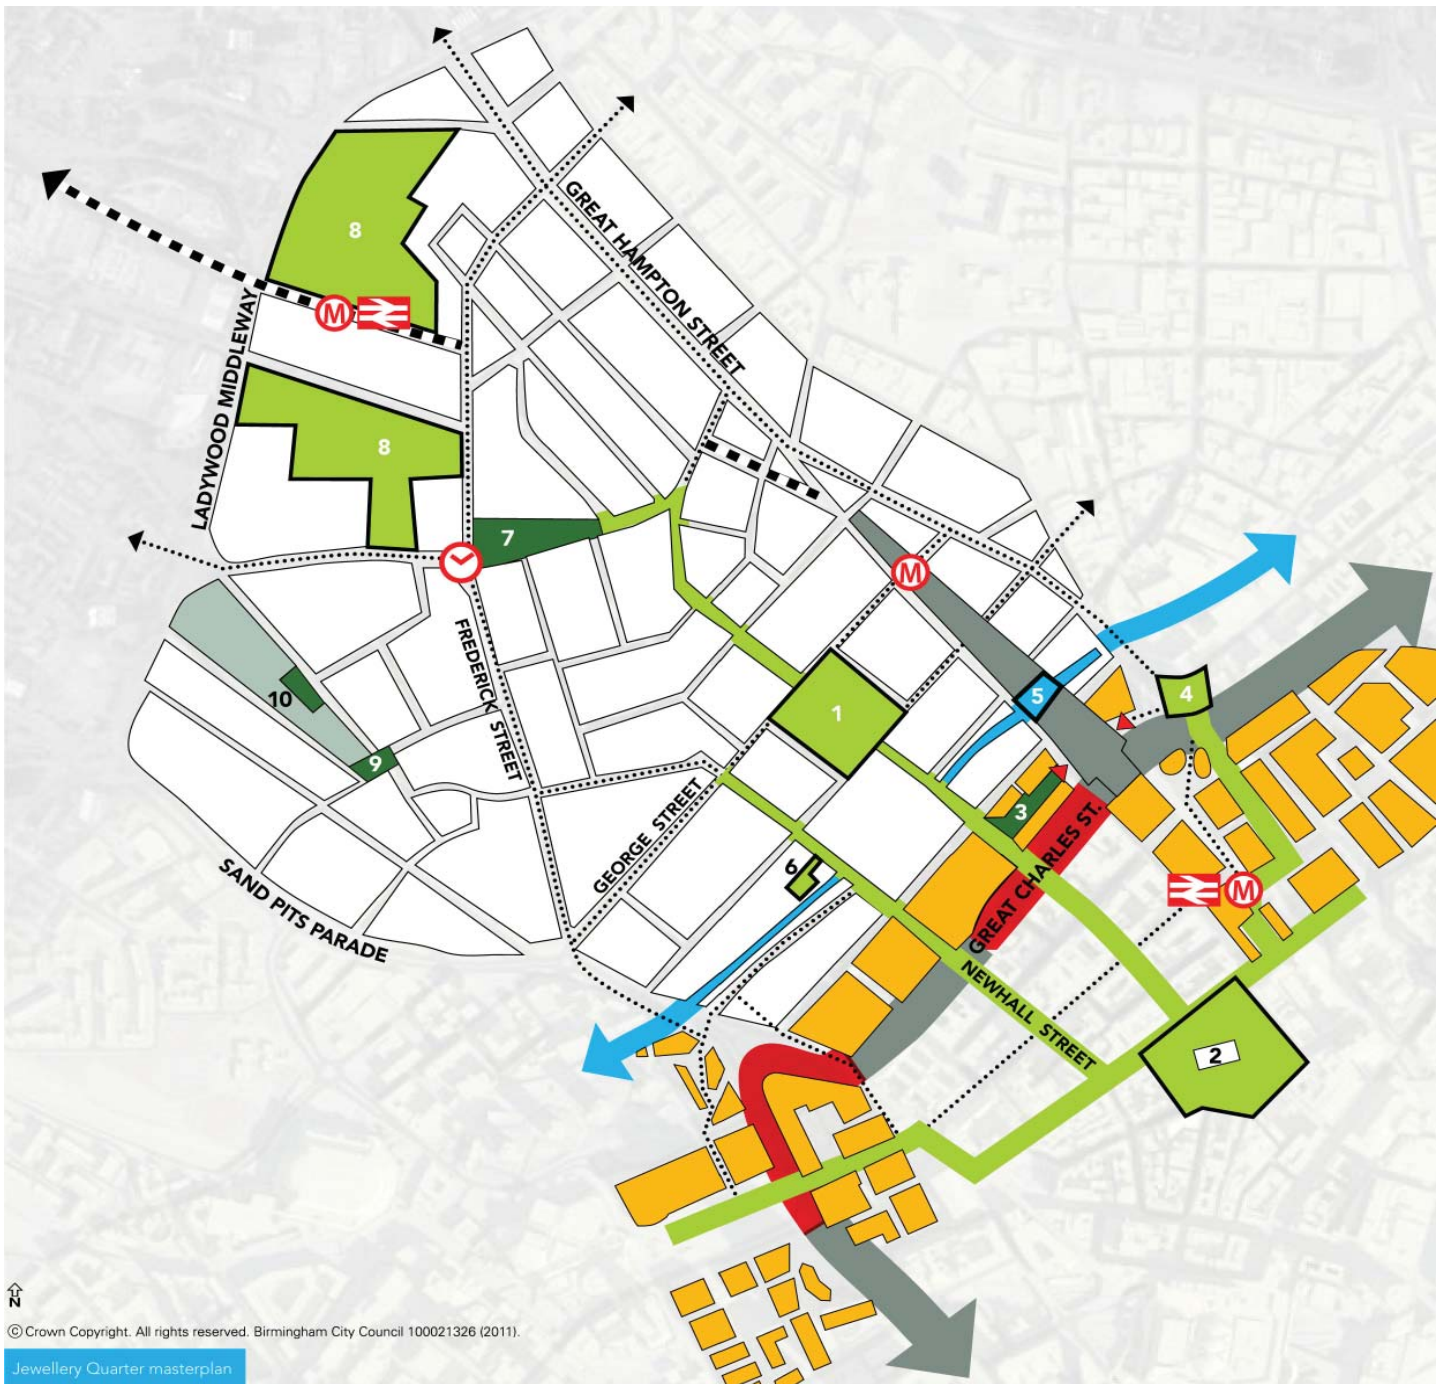 GREAT HAMPTON STREET
8
M
LADYWOOD MIDDLEWAY
8
7
M
FREDERICK STREET
10
9
5
4
1
3
GEORGE STREET
6
SAND PITS PARADE
GREAT CHARLES ST.
M
NEWHALL STREET
2
N
© Crown Copyright. All rights reserved. Birmingham City Council 100021326 (2011).
Jewellery Quarter masterplan